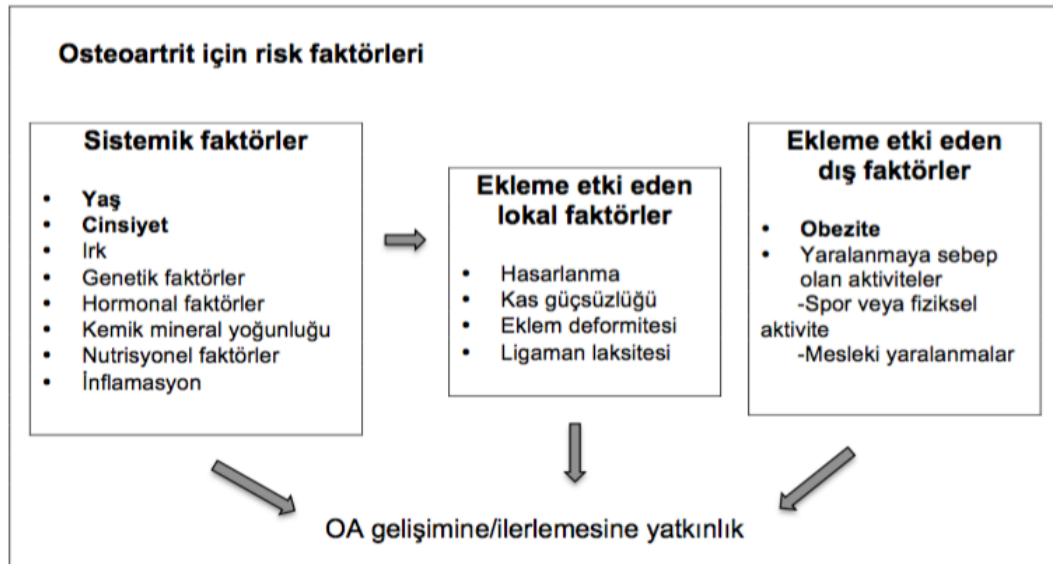 Osteoartrit için risk faktörleri
Sistemik faktörler
• Yaş
• Cinsiyet
• Irk
• Genetik faktörler
• Hormonal faktörler
• Kemik mineral yoğunluğu
• Nutrisyonel faktörler
• İnflamasyon
Ekleme etki eden
lokal faktörler
• Hasarlanma
• Kas güçsüzlüğü
• Eklem deformitesi
• Ligaman laksitesi
Ekleme etki eden
dış faktörler
• Obezite
• Yaralanmaya sebep
olan aktiviteler
-Spor veya fiziksel
aktivite
-Mesleki yaralanmalar
OA gelişimine/ilerlemesine yatkınlık